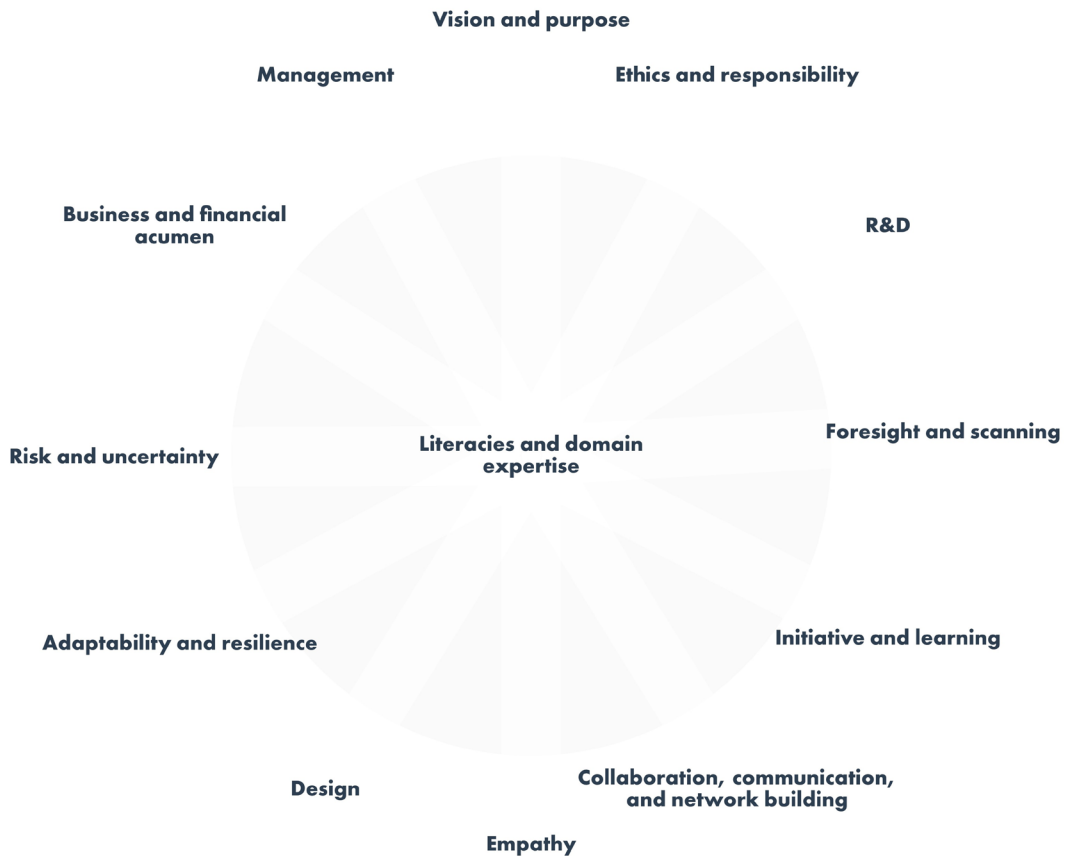 Vision and purpose
Management
Ethics and responsibility
Business and financial
acumen
R&D
Foresight and scanning
Literacies and domain
expertise
Risk and uncertainty
Initiative and learning
Adaptability and resilience
Collaboration, communication,
and network building
Design
Empathy